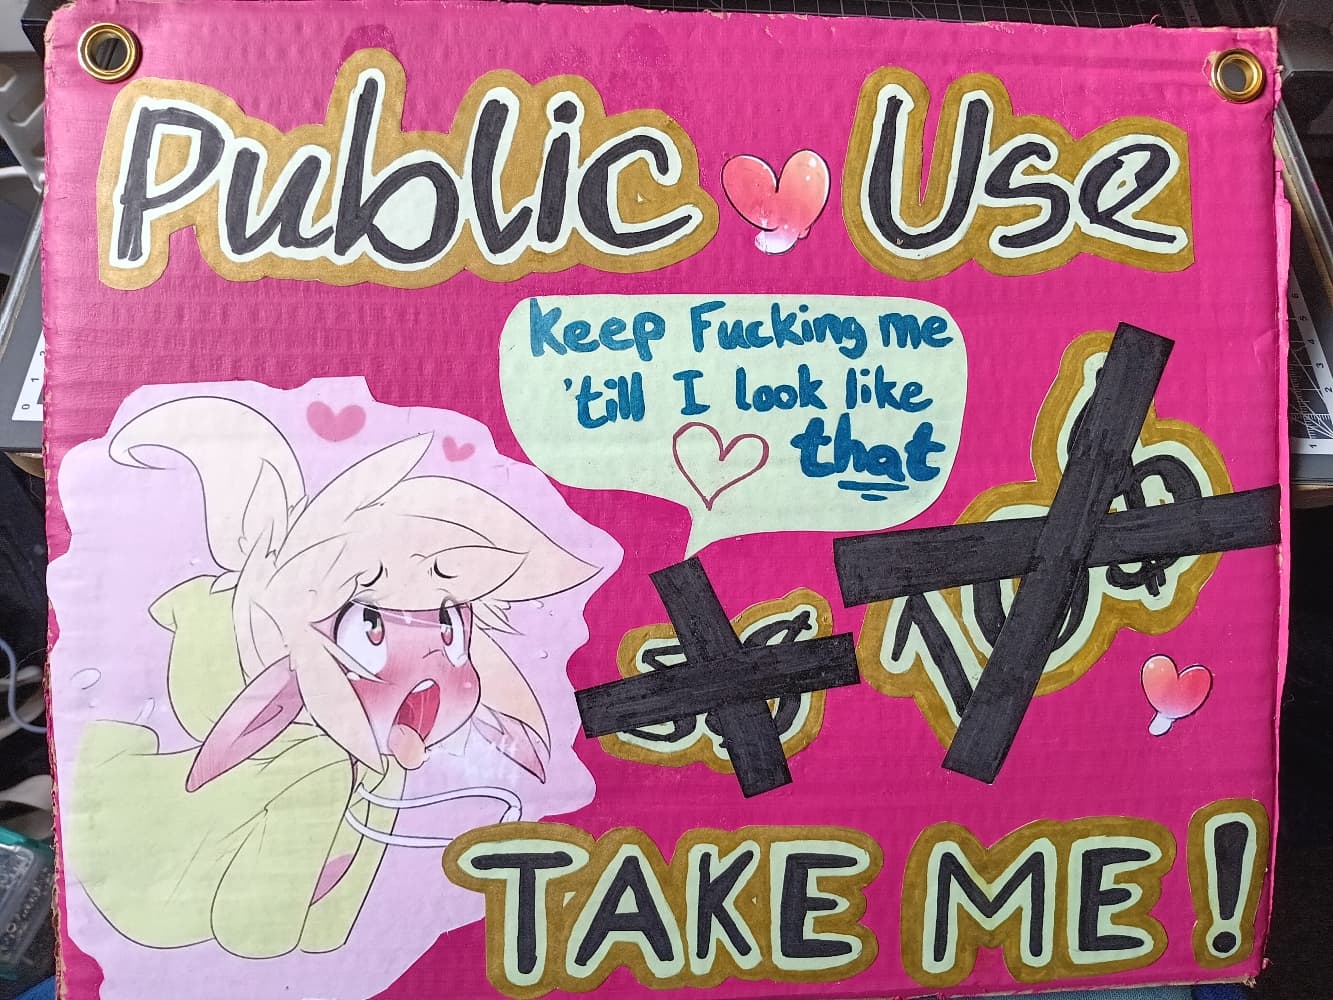 Public Use
Keep Fucking me
'till I look like
that
TAKE ME!